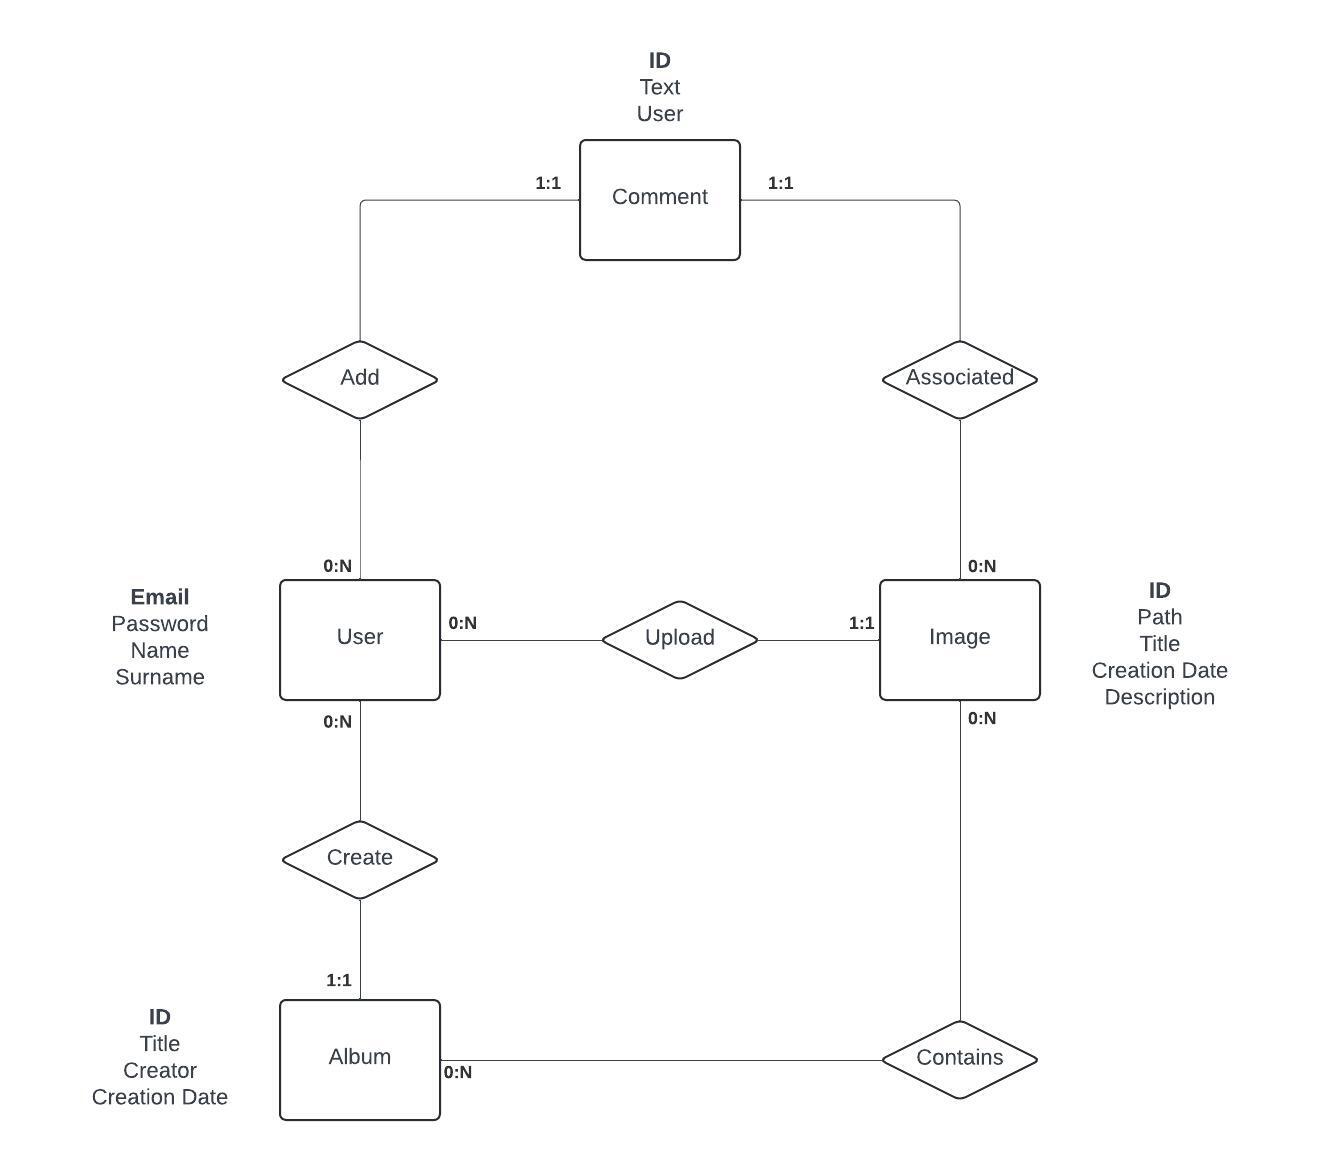 ID
Text
User
1:1
1:1
Comment
Add
Associated
0:N
0:N
Email
Password
Name
Surname
User
0:N
Upload
1:1
Image
ID
Path
Title
Creation Date
Description
0:N
0:N
Create
1:1
ID
Title
Creator
Creation Date
Album
0:N
Contains